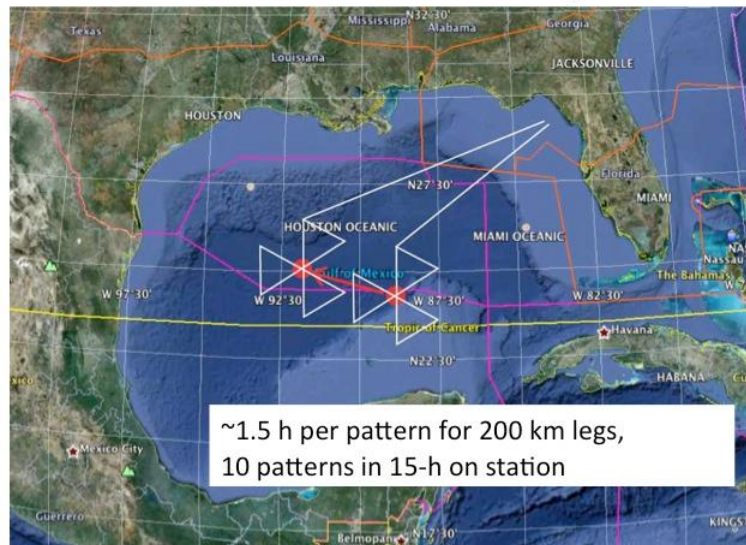 Mississippi
N32°30'
Texas
Alabama
Georgia
Louisiana
JACKSONVILLE
HOUSTON
Florida
N27°30'
MIAMI
HOUSTON OCEANIC
MIAMI OCEANIC
Nassau
Gulf of Mexico
The Bahamas
W 97°30'
W 92°30'
W 87°30'
W 82°30'
Tropic of Cancer
Havana
N22°30'
HABANA
~1.5 h per pattern for 200 km legs,
10 patterns in 15-h on station
Mexico City
Guerrero
Belmopan
N17°30'